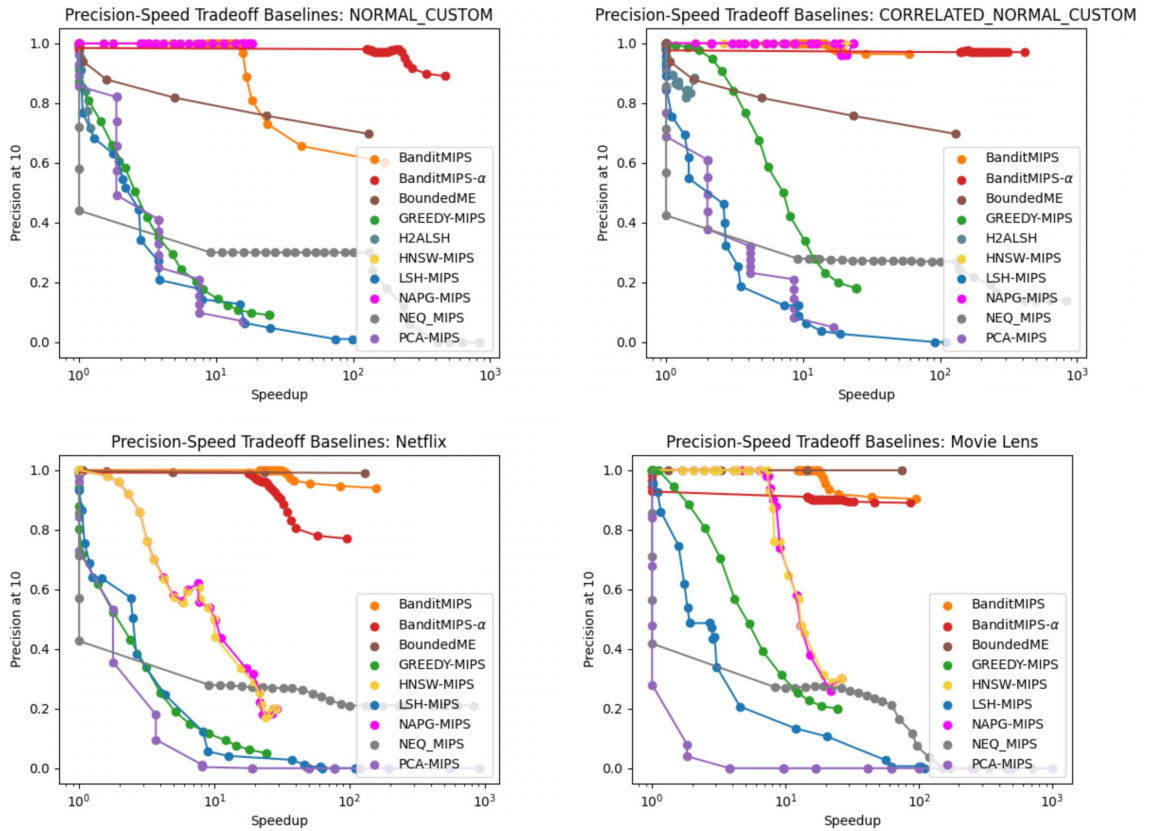 Precision-Speed Tradeoff Baselines: NORMAL_CUSTOM
Precision at 10
1.0
0.8
0.6
0.4
0.2
0.0
10⁰
10¹
10²
10³
Speedup
BanditMIPS
BanditMIPS-α
BoundedME
GREEDY-MIPS
H2ALSH
HNSW-MIPS
LSH-MIPS
NAPG-MIPS
NEQ_MIPS
PCA-MIPS
Precision-Speed Tradeoff Baselines: CORRELATED_NORMAL_CUSTOM
Precision at 10
1.0
0.8
0.6
0.4
0.2
0.0
10⁰
10¹
10²
10³
Speedup
BanditMIPS
BanditMIPS-α
BoundedME
GREEDY-MIPS
H2ALSH
HNSW-MIPS
LSH-MIPS
NAPG-MIPS
NEQ_MIPS
PCA-MIPS
Precision-Speed Tradeoff Baselines: Netflix
Precision at 10
1.0
0.8
0.6
0.4
0.2
0.0
10⁰
10¹
10²
10³
Speedup
BanditMIPS
BanditMIPS-α
BoundedME
GREEDY-MIPS
HNSW-MIPS
LSH-MIPS
NAPG-MIPS
NEQ_MIPS
PCA-MIPS
Precision-Speed Tradeoff Baselines: Movie Lens
Precision at 10
1.0
0.8
0.6
0.4
0.2
0.0
10⁰
10¹
10²
10³
Speedup
BanditMIPS
BanditMIPS-α
BoundedME
GREEDY-MIPS
HNSW-MIPS
LSH-MIPS
NAPG-MIPS
NEQ_MIPS
PCA-MIPS